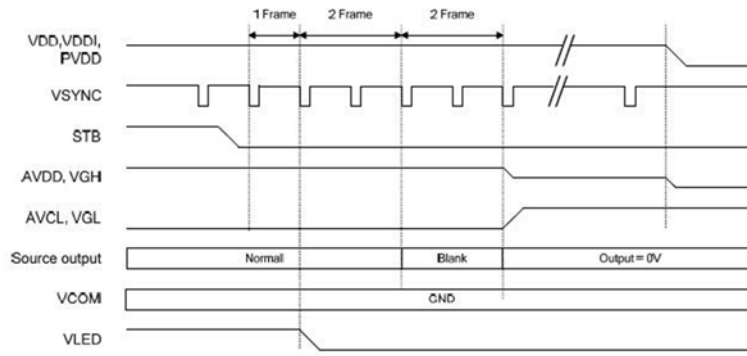 1 Frame 2 Frame 2 Frame
VDD,VDDI,
PVDD
VSYNC
STB
AVDD, VGH
AVCL, VGL
Source output Normal Blank Output = 0V
VCOM GND
VLED